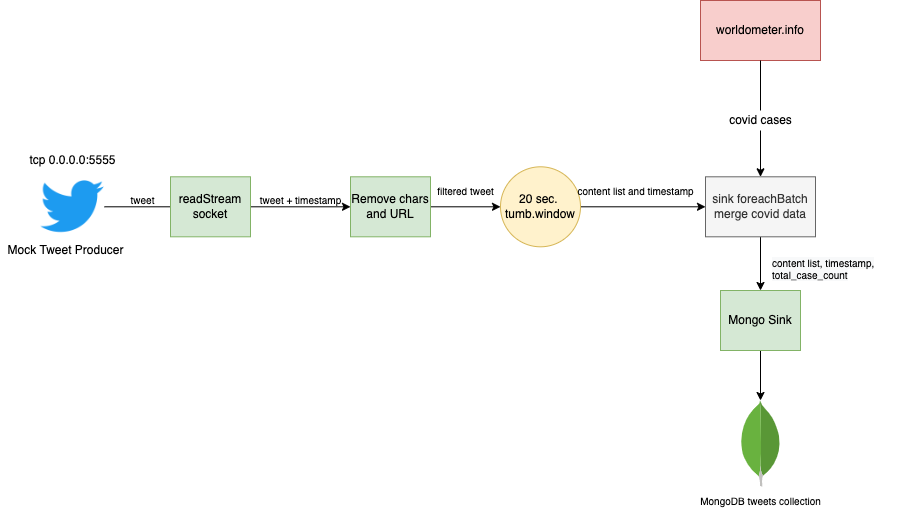 worldometer.info
covid cases
tcp 0.0.0.0:5555
tweet
readStream
socket
tweet + timestamp
Remove chars
and URL
filtered tweet
20 sec.
tumb.window
content list and timestamp
sink foreachBatch
merge covid data
Mock Tweet Producer
content list, timestamp,
total_case_count
Mongo Sink
MongoDB tweets collection